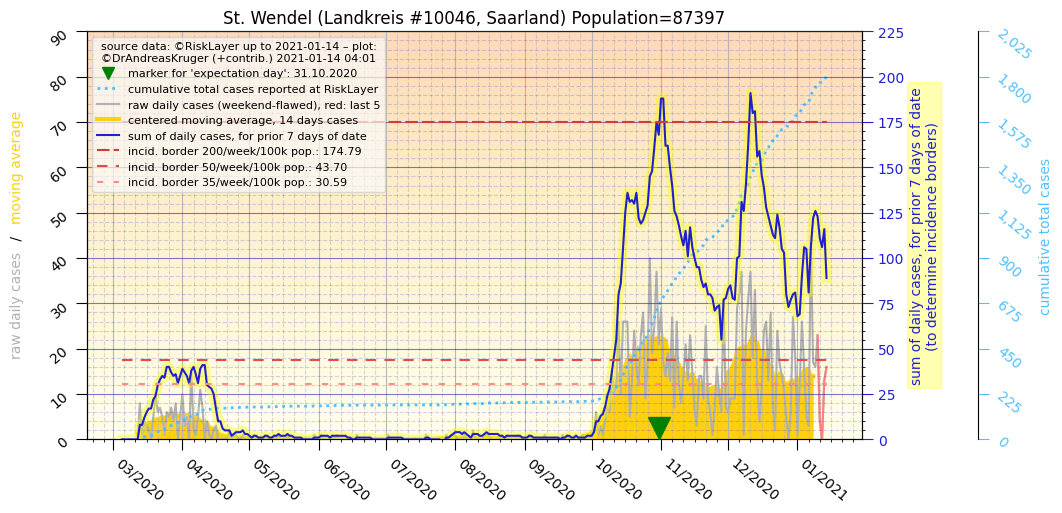 St. Wendel (Landkreis #10046, Saarland) Population=87397
source data: ©RiskLayer up to 2021-01-14 – plot:
©DrAndreasKruger (+contrib.) 2021-01-14 04:01
marker for 'expectation day': 31.10.2020
cumulative total cases reported at RiskLayer
raw daily cases (weekend-flawed), red: last 5
centered moving average, 14 days cases
sum of daily cases, for prior 7 days of date
incid. border 200/week/100k pop.: 174.79
incid. border 50/week/100k pop.: 43.70
incid. border 35/week/100k pop.: 30.59
raw daily cases / moving average
90
80
70
60
50
40
30
20
10
0
225
200
175
150
125
100
75
50
25
0
sum of daily cases, for prior 7 days of date
(to determine incidence borders)
2,025
1,800
1,575
1,350
1,125
900
675
450
225
0
cumulative total cases
03/2020
04/2020
05/2020
06/2020
07/2020
08/2020
09/2020
10/2020
11/2020
12/2020
01/2021